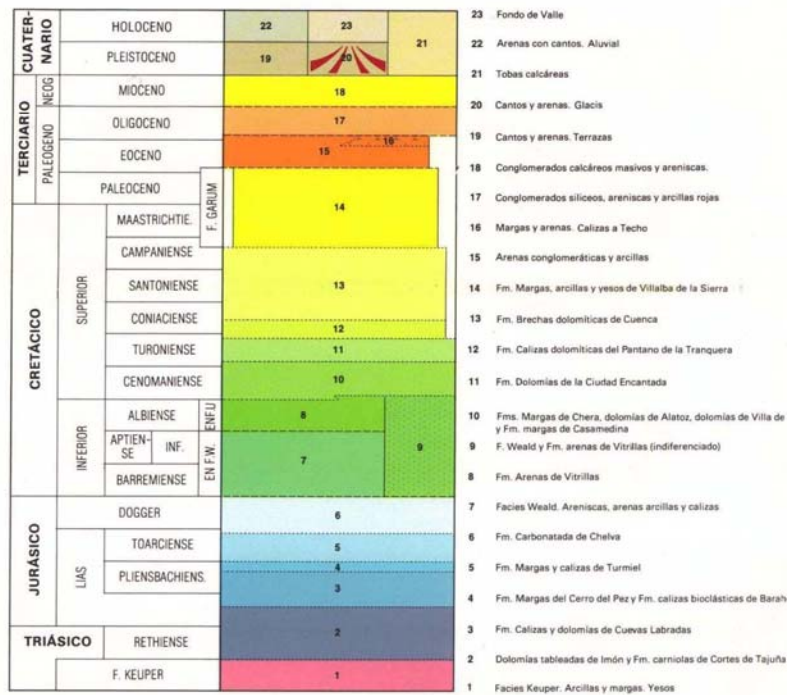 CUATER-
NARIO
HOLOCENO
PLEISTOCENO
TERCIARIO
NEOG
PALEOGENO
MIOCENO
OLIGOCENO
EOCENO
PALEOCENO
CRETÁCICO
SUPERIOR
MAASTRICHTIE.
CAMPANIENSE
SANTONIENSE
CONIACIENSE
TURONIENSE
CENOMANIENSE
INFERIOR
ALBIENSE
APTIEN-
SE
INF.
BARREMIENSE
F. GARUM
ENF.U
EN F.W.
JURÁSICO
DOGGER
LIAS
TOARCIENSE
PLIENSBACHIENS.
TRIÁSICO
RETHIENSE
F. KEUPER
22
23
21
19
20
18
17
16
15
14
13
12
11
10
8
9
7
6
5
4
3
2
1
23 Fondo de Valle
22 Arenas con cantos. Aluvial
21 Tobas calcáreas
20 Cantos y arenas. Glacis
19 Cantos y arenas. Terrazas
18 Conglomerados calcáreos masivos y areniscas.
17 Conglomerados siliceos, areniscas y arcillas rojas
16 Margas y arenas. Calizas a Techo
15 Arenas conglomeráticas y arcillas
14 Fm. Margas, arcillas y yesos de Villalba de la Sierra
13 Fm. Brechas dolomíticas de Cuenca
12 Fm. Calizas dolomíticas del Pantano de la Tranquera
11 Fm. Dolomías de la Ciudad Encantada
10 Fms. Margas de Chera, dolomías de Alatoz, dolomías de Villa de
y Fm. margas de Casamedina
9 F. Weald y Fm. arenas de Vitrillas (indiferenciado)
8 Fm. Arenas de Vitrillas
7 Facies Weald. Areniscas, arenas arcillas y calizas
6 Fm. Carbonatada de Chelva
5 Fm. Margas y calizas de Turmiel
4 Fm. Margas del Cerro del Pez y Fm. calizas bioclásticas de Barah
3 Fm. Calizas y dolomías de Cuevas Labradas
2 Dolomías tableadas de Imón y Fm. carniolas de Cortes de Tajuña
1 Facies Keuper. Arcillas y margas. Yesos